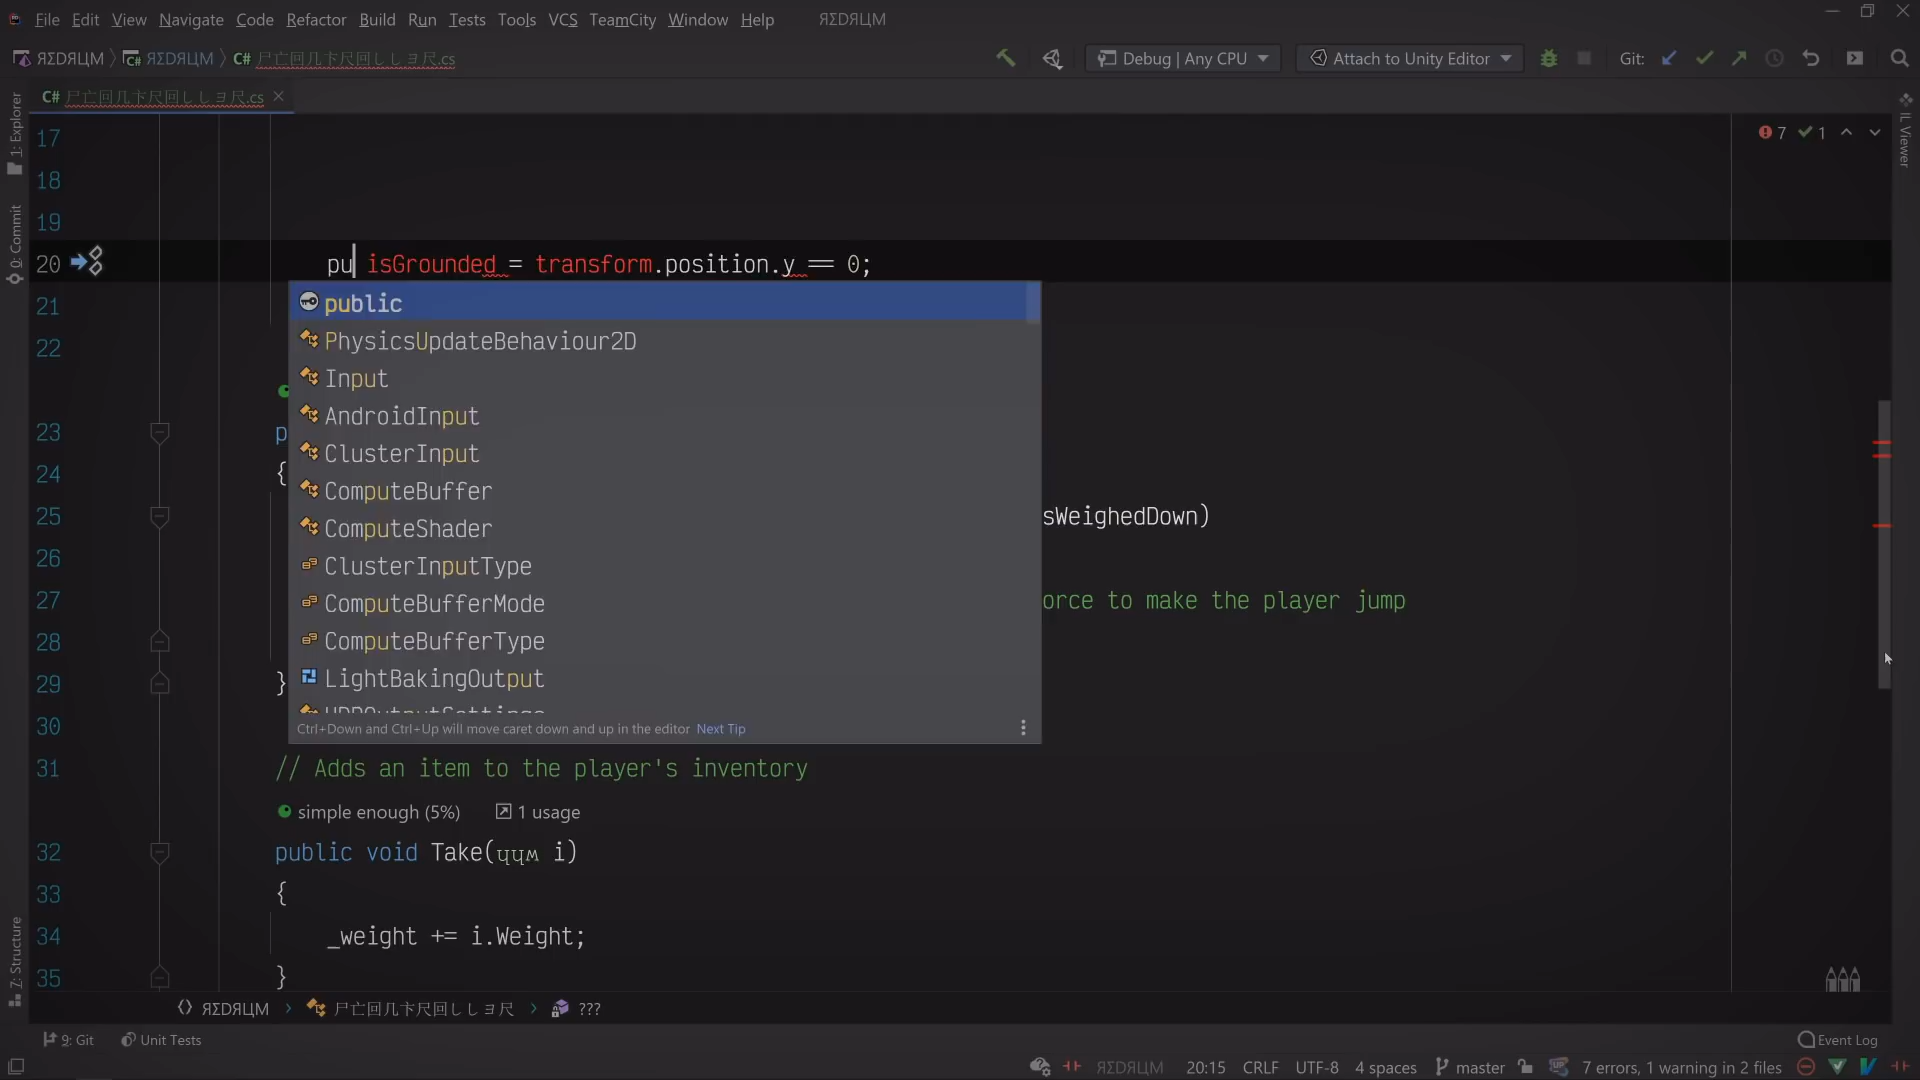 File Edit View Navigate Code Refactor Build Run Tests Tools VCS TeamCity Window Help ЯΣDЯЦM
ЯΣDЯЦM ЯΣDЯЦM C# 尸亡回几卞尺回しし ヨ尺.cs Debug | Any CPU Attach to Unity Editor Git:
C# 尸亡回几卞尺回しし ヨ尺.cs
1: Explorer
0: Commit
7: Structure
IL Viewer
7 1
17
18
19
20 pu isGrounded = transform.position.y == 0;
21 public
22 PhysicsUpdateBehaviour2D
Input
AndroidInput
23 p ClusterInput
24 { ComputeBuffer
25 ComputeShader sWeighedDown)
26 ClusterInputType
27 ComputeBufferMode orce to make the player jump
28 ComputeBufferType
29 } LightBakingOutput
30 Ctrl+Down and Ctrl+Up will move caret down and up in the editor Next Tip
31 // Adds an item to the player's inventory
simple enough (5%) 1 usage
32 public void Take(ųųм i)
33 {
34 _weight += i.Weight;
35 }
ЯΣDЯЦM 尸亡回几卞尺回しし ヨ尺 ???
9: Git Unit Tests Event Log
ЯΣDЯЦM 20:15 CRLF UTF-8 4 spaces master 7 errors, 1 warning in 2 files